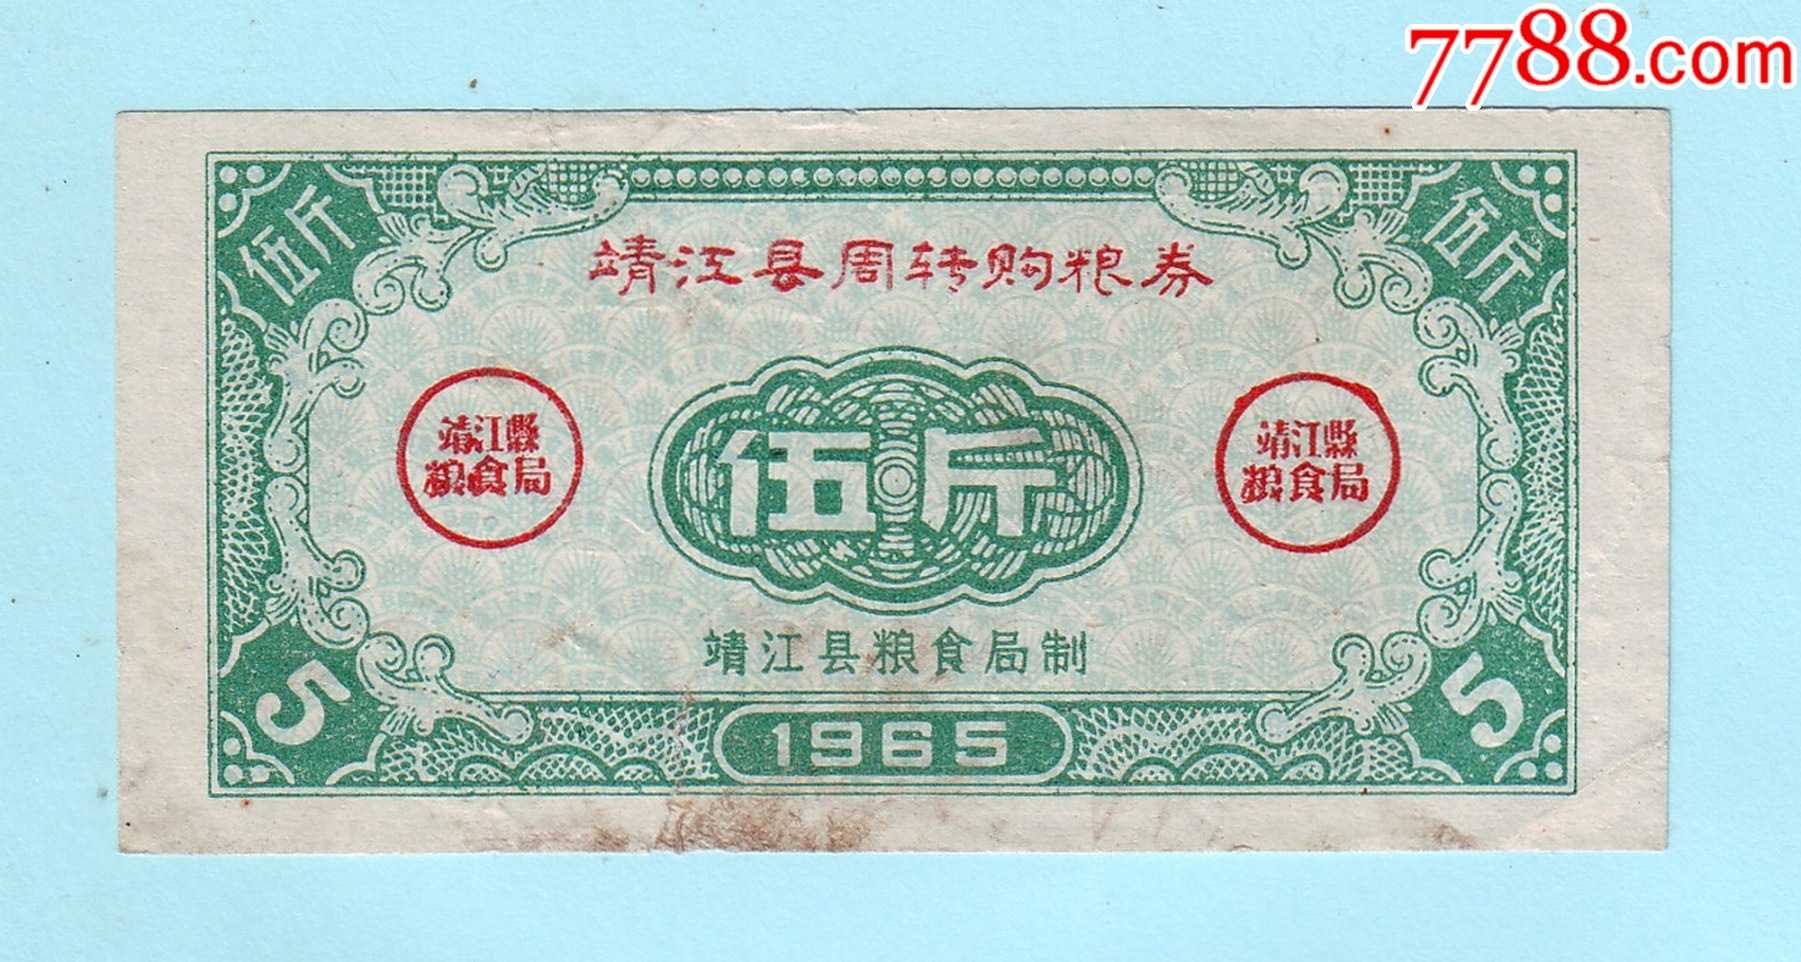 7788.com
伍斤 伍斤
靖江县周转购粮券
靖江縣
粮食局
伍斤
靖江縣
粮食局
靖江县粮食局制
5 1965 5